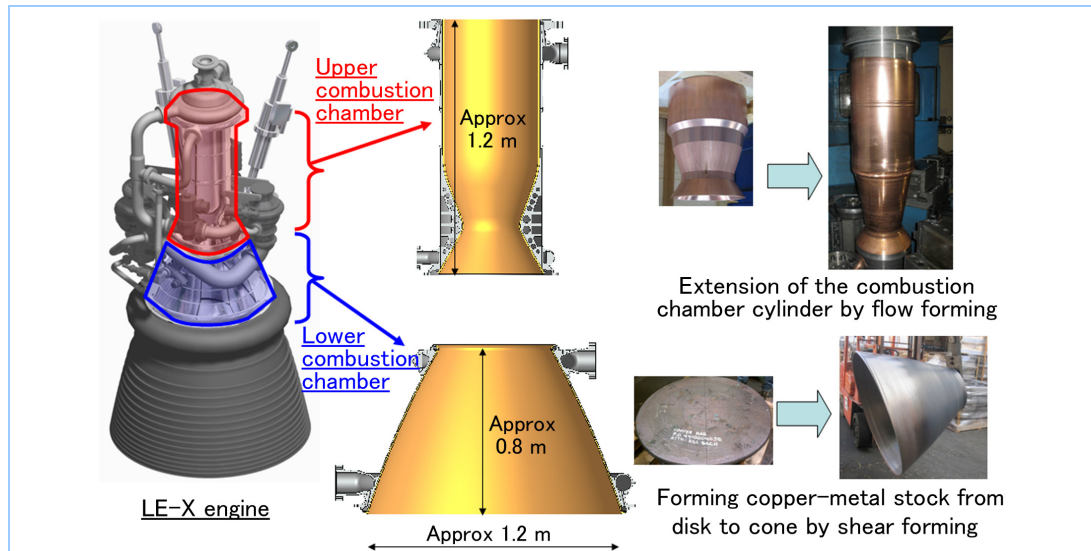 Upper
combustion
chamber
Approx
1.2 m
Extension of the combustion
chamber cylinder by flow forming
Lower
combustion
chamber
Approx
0.8 m
Approx 1.2 m
LE-X engine
Forming copper-metal stock from
disk to cone by shear forming